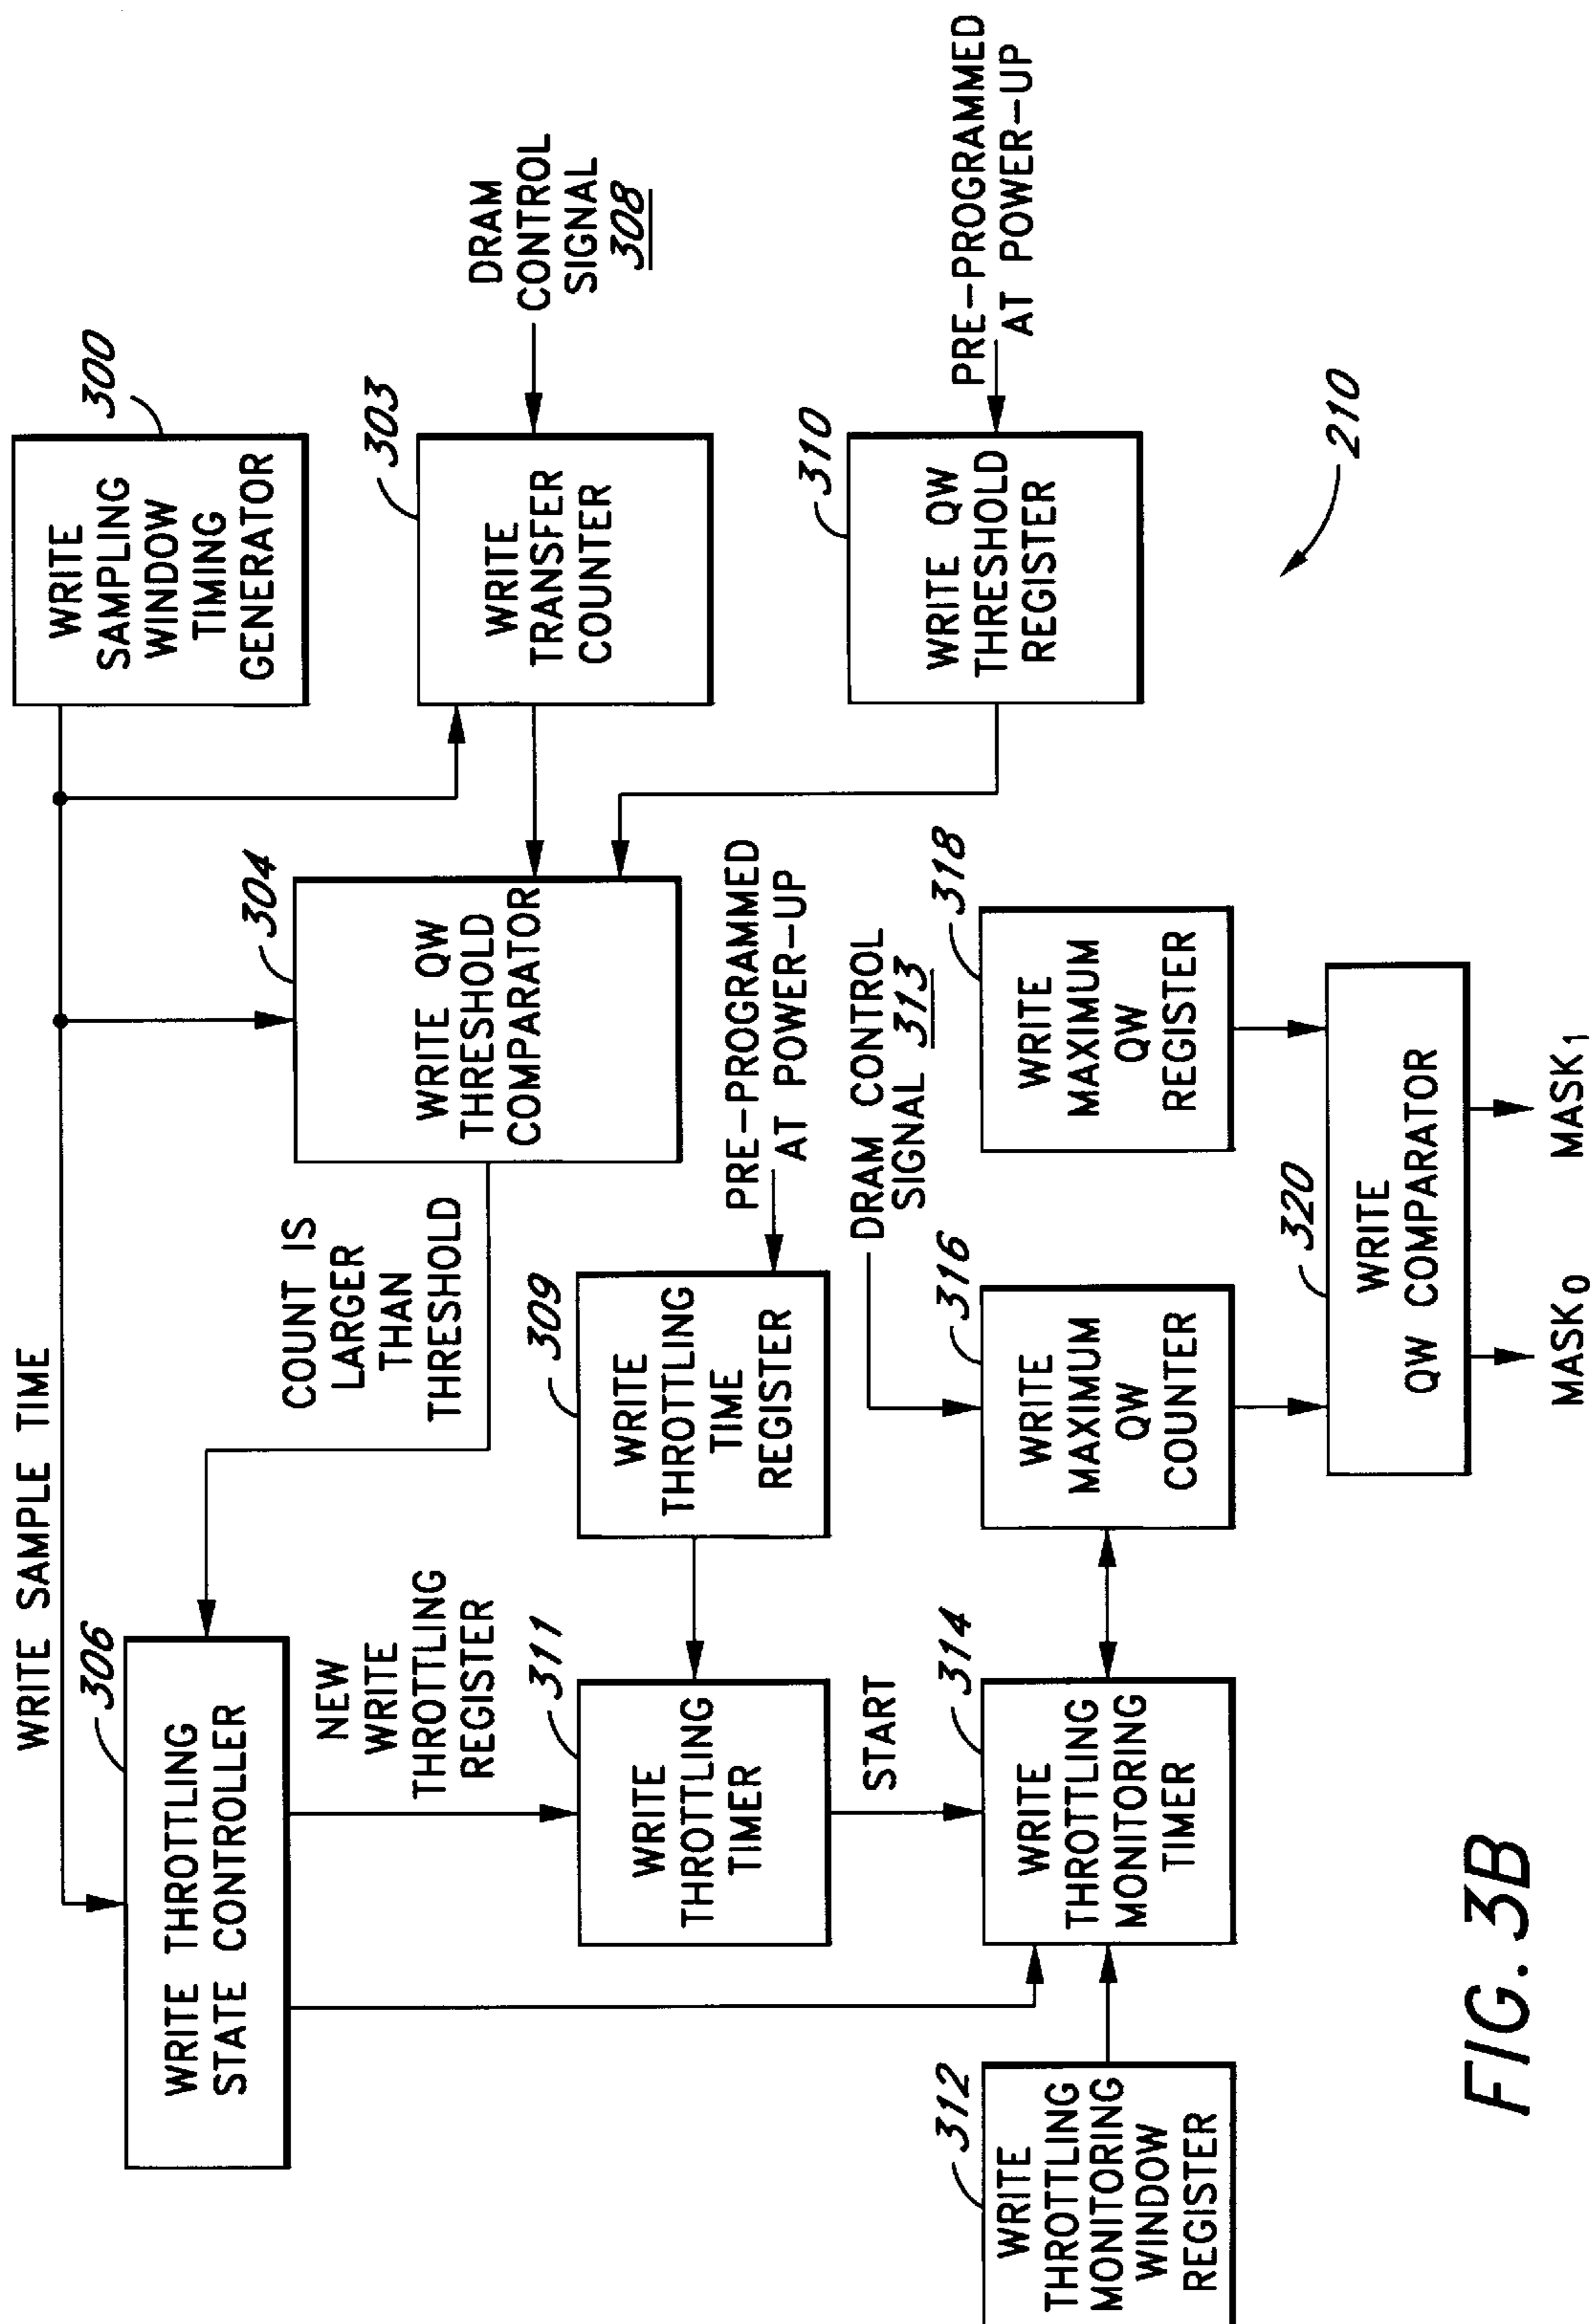 WRITE SAMPLE TIME
306
WRITE THROTTLING
STATE CONTROLLER
COUNT IS
LARGER
THAN
THRESHOLD
304
WRITE QW
THRESHOLD
COMPARATOR
300
WRITE
SAMPLING
WINDOW
TIMING
GENERATOR
303
WRITE
TRANSFER
COUNTER
DRAM
CONTROL
SIGNAL
308
310
WRITE QW
THRESHOLD
REGISTER
PRE-PROGRAMMED
AT POWER-UP
210
NEW
WRITE
THROTTLING
REGISTER
311
WRITE
THROTTLING
TIMER
309
WRITE
THROTTLING
TIME
REGISTER
PRE-PROGRAMMED
AT POWER-UP
START
312
WRITE
THROTTLING
MONITORING
WINDOW
REGISTER
314
WRITE
THROTTLING
MONITORING
TIMER
316
WRITE
MAXIMUM
QW
COUNTER
DRAM CONTROL
SIGNAL 313
318
WRITE
MAXIMUM
QW
REGISTER
320
WRITE
QW COMPARATOR
MASK0
MASK1
FIG. 3B